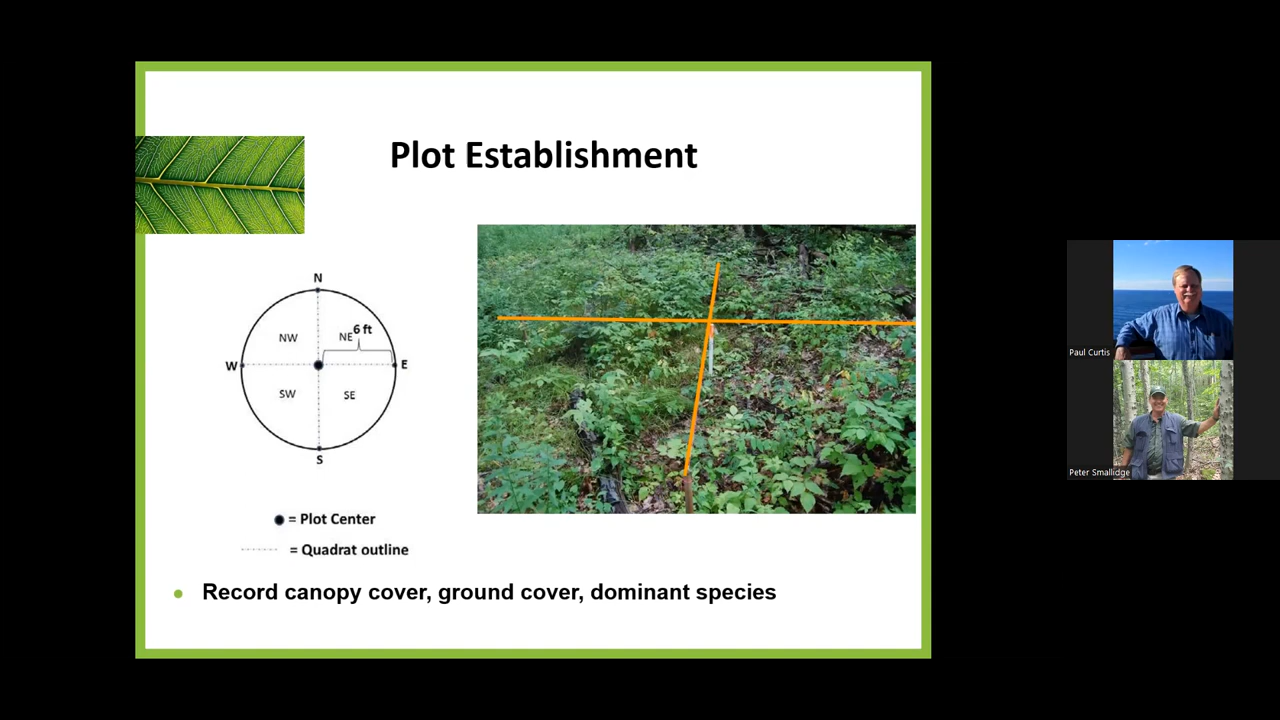 Plot Establishment
N
NW
NE
6 ft
W
E
SW
SE
S
= Plot Center
= Quadrat outline
Record canopy cover, ground cover, dominant species
Paul Curtis
Peter Smallidge